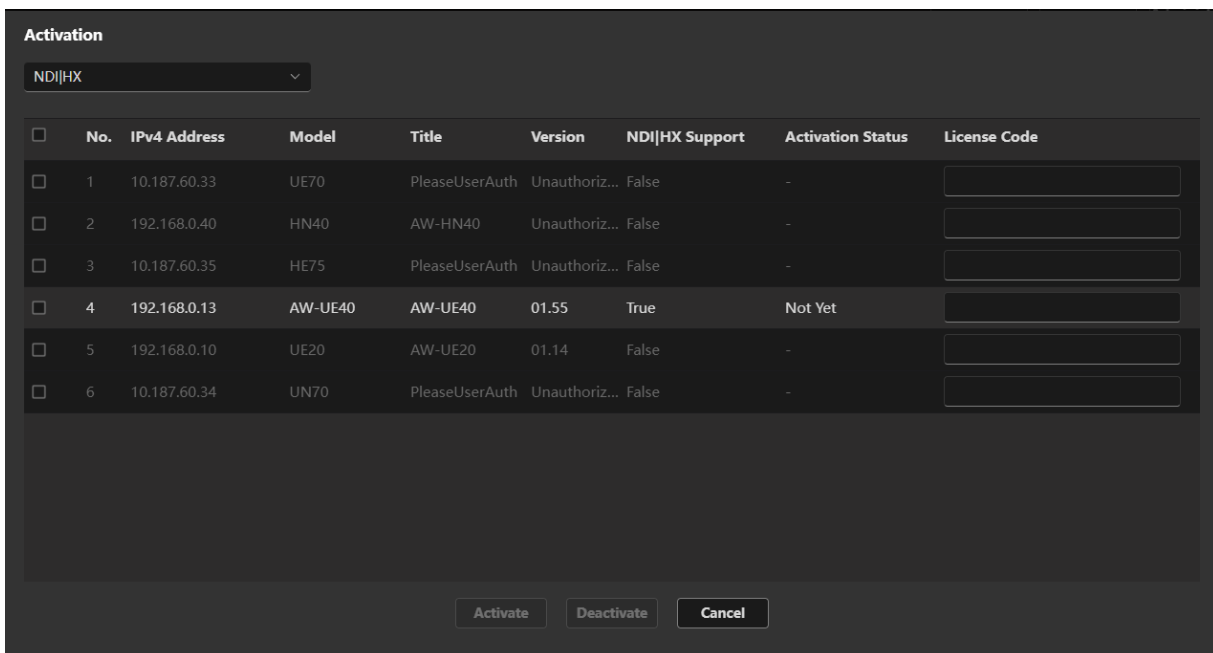 Activation
NDI|HX
No. IPv4 Address Model Title Version NDI|HX Support Activation Status License Code
1 10.187.60.33 UE70 PleaseUserAuth Unauthoriz... False -
2 192.168.0.40 HN40 AW-HN40 Unauthoriz... False -
3 10.187.60.35 HE75 PleaseUserAuth Unauthoriz... False -
4 192.168.0.13 AW-UE40 AW-UE40 01.55 True Not Yet
5 192.168.0.10 UE20 AW-UE20 01.14 False -
6 10.187.60.34 UN70 PleaseUserAuth Unauthoriz... False -
Activate Deactivate Cancel